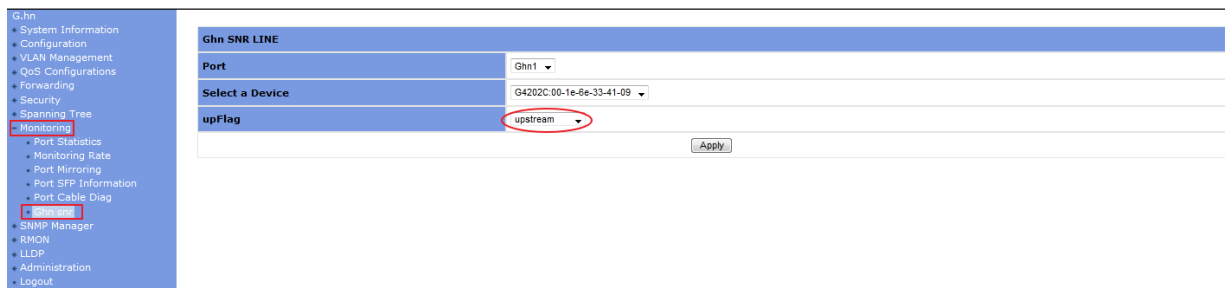 G.hn
System Information
Configuration
VLAN Management
QoS Configurations
Forwarding
Security
Spanning Tree
Monitoring
Port Statistics
Monitoring Rate
Port Mirroring
Port SFP Information
Port Cable Diag
Ghn snr
SNMP Manager
RMON
LLDP
Administration
Logout
Ghn SNR LINE
Port Ghn1
Select a Device G4202C:00-1e-6e-33-41-09
upFlag upstream
Apply